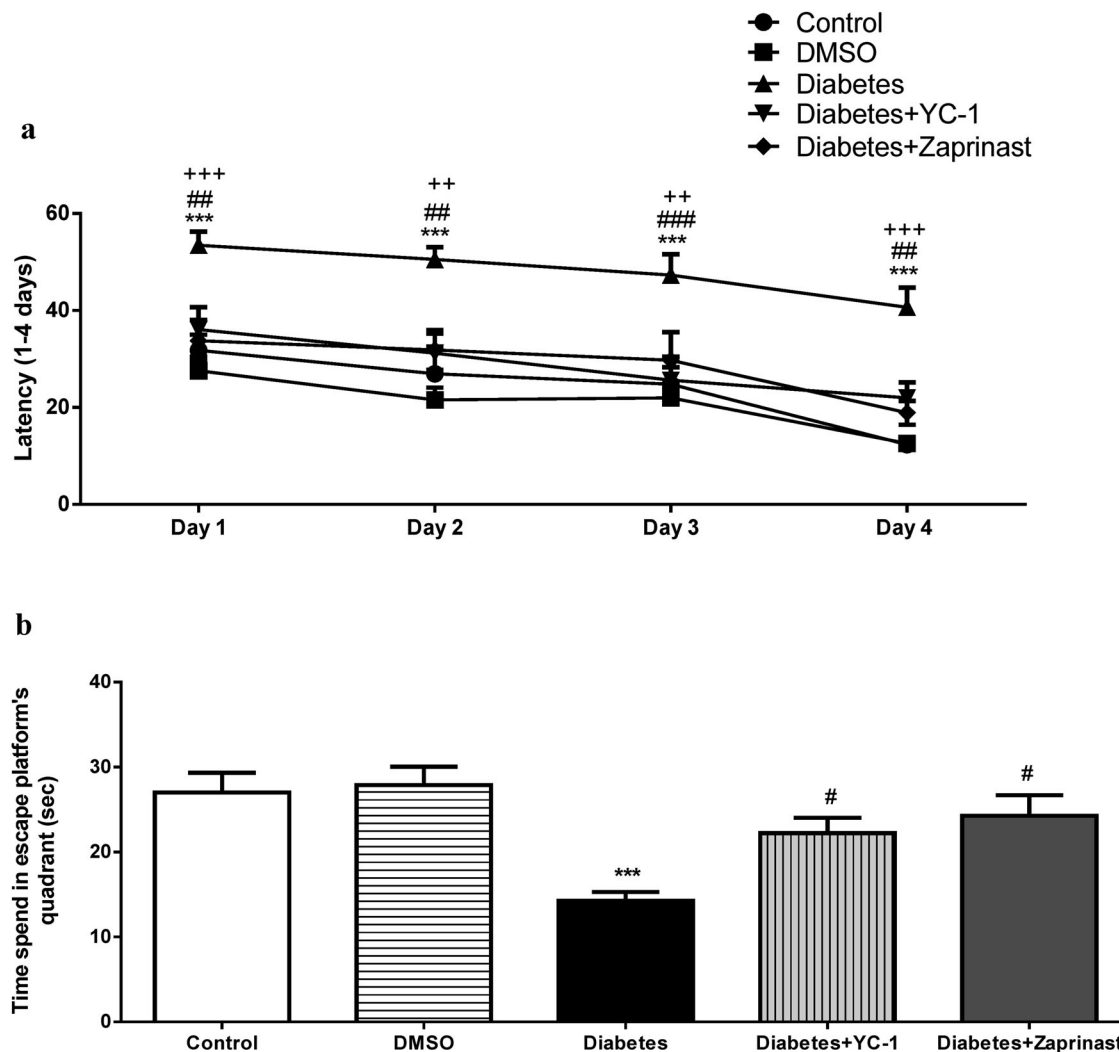 Control
DMSO
Diabetes
Diabetes+YC-1
Diabetes+Zaprinast
a
+++
##
***
++
##
***
++
###
***
+++
##
***
60
40
20
0
Latency (1-4 days)
Day 1
Day 2
Day 3
Day 4
b
40
30
20
10
0
Time spend in escape platform's
quadrant (sec)
***
#
#
Control
DMSO
Diabetes
Diabetes+YC-1
Diabetes+Zaprinast